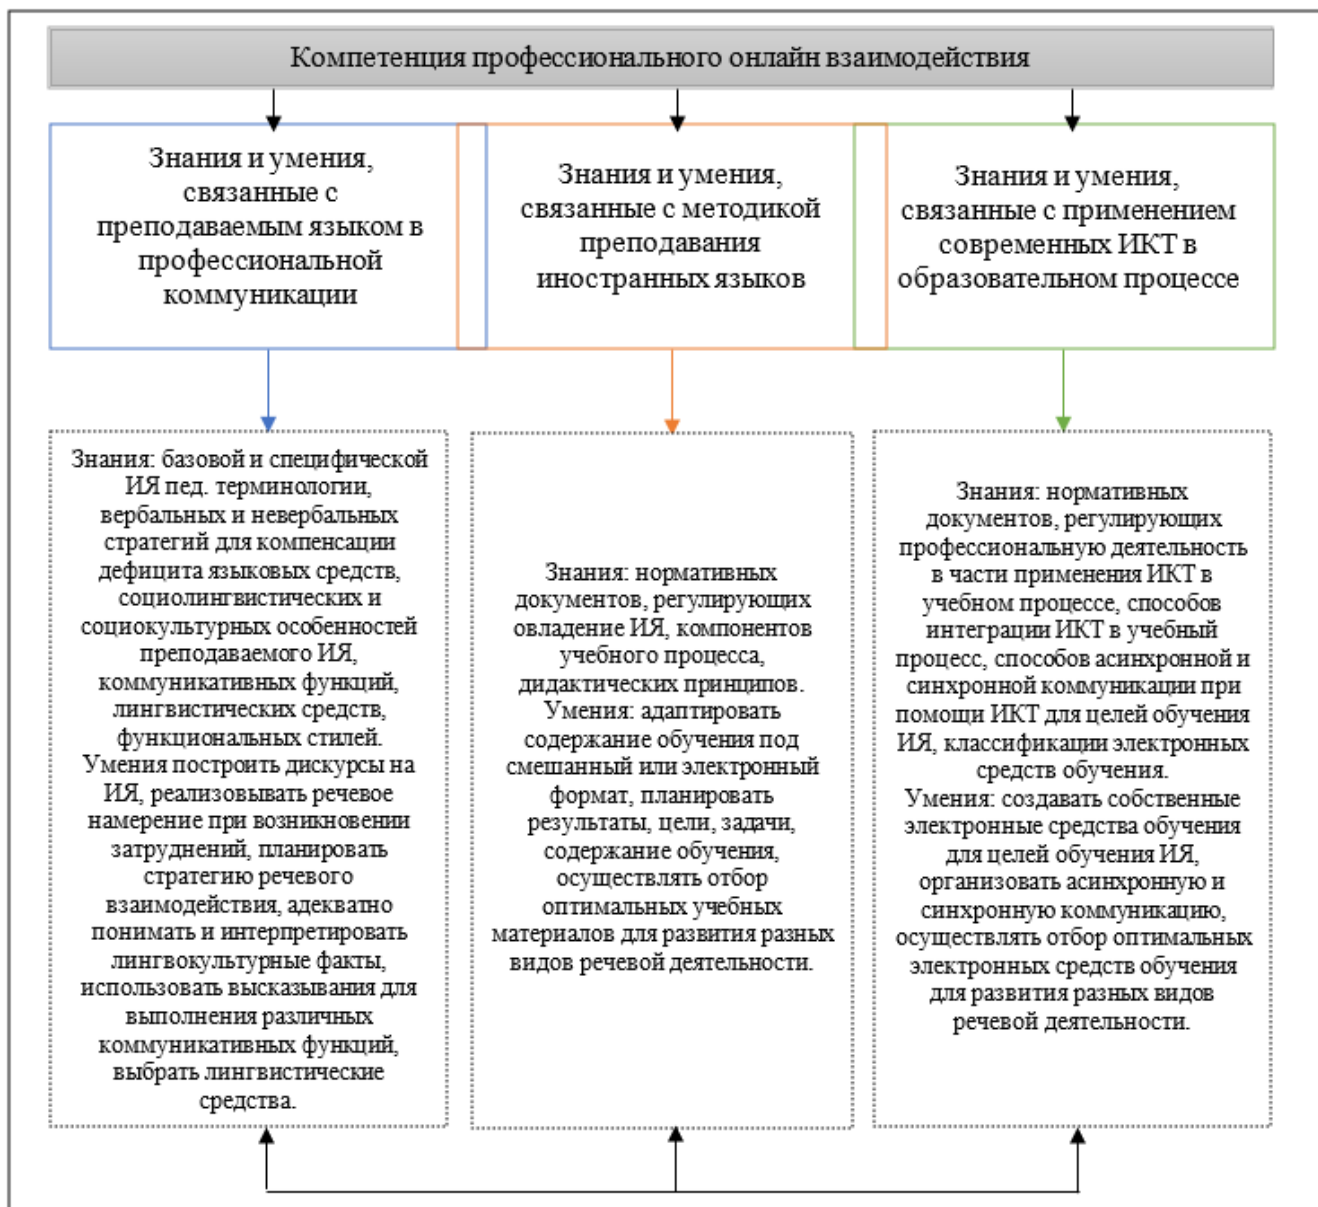 Компетенция профессионального онлайн взаимодействия
Знания и умения,
связанные с
преподаваемым языком в
профессиональной
коммуникации
Знания и умения,
связанные с методикой
преподавания
иностранных языков
Знания и умения,
связанные с применением
современных ИКТ в
образовательном процессе
Знания: базовой и специфической
ИЯ пед. терминологии,
вербальных и невербальных
стратегий для компенсации
дефицита языковых средств,
социолингвистических и
социокультурных особенностей
преподаваемого ИЯ,
коммуникативных функций,
лингвистических средств,
функциональных стилей.
Умения построить дискурсы на
ИЯ, реализовывать речевое
намерение при возникновении
затруднений, планировать
стратегию речевого
взаимодействия, адекватно
понимать и интерпретировать
лингвокультурные факты,
использовать высказывания для
выполнения различных
коммуникативных функций,
выбрать лингвистические
средства.
Знания: нормативных
документов, регулирующих
овладение ИЯ, компонентов
учебного процесса,
дидактических принципов.
Умения: адаптировать
содержание обучения под
смешанный или электронный
формат, планировать
результаты, цели, задачи,
содержание обучения,
осуществлять отбор
оптимальных учебных
материалов для развития разных
видов речевой деятельности.
Знания: нормативных
документов, регулирующих
профессиональную деятельность
в части применения ИКТ в
учебном процессе, способов
интеграции ИКТ в учебный
процесс, способов асинхронной и
синхронной коммуникации при
помощи ИКТ для целей обучения
ИЯ, классификации электронных
средств обучения.
Умения: создавать собственные
электронные средства обучения
для целей обучения ИЯ,
организовать асинхронную и
синхронную коммуникацию,
осуществлять отбор оптимальных
электронных средств обучения
для развития разных видов
речевой деятельности.